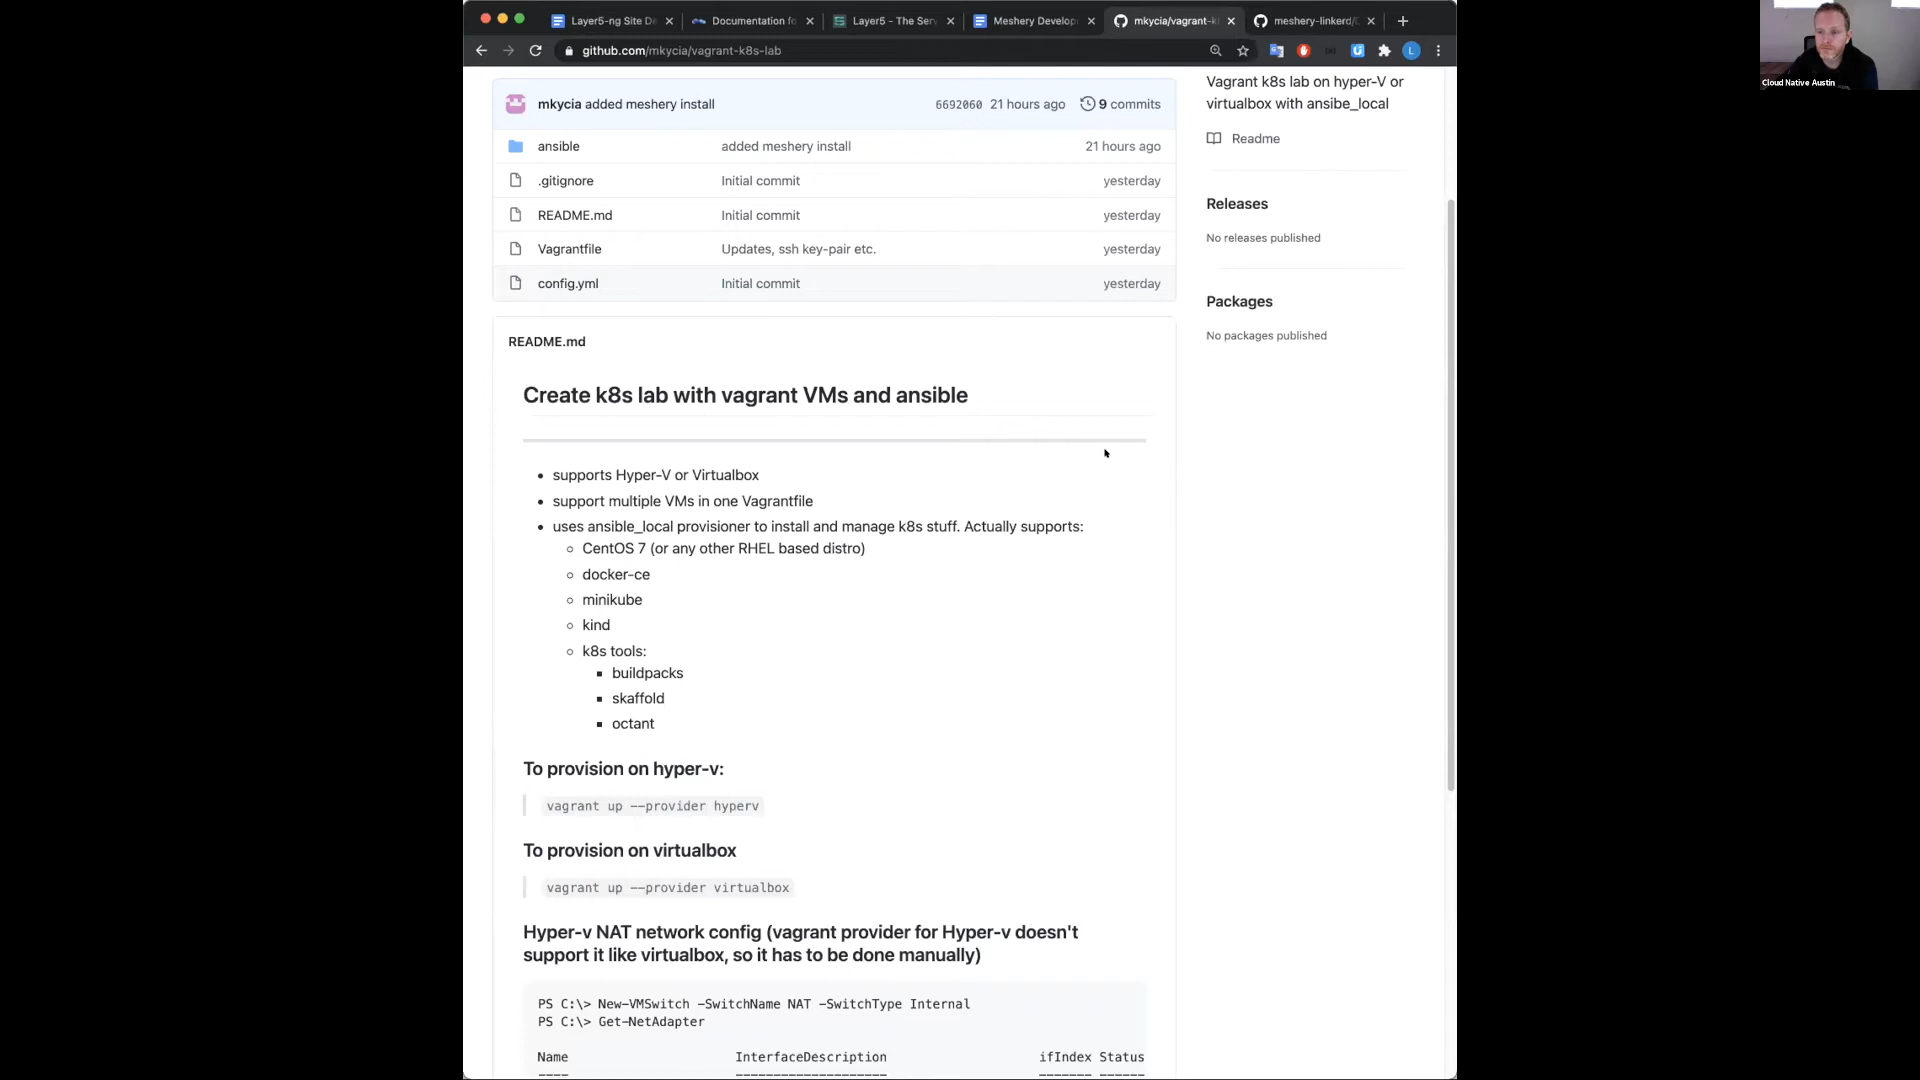 Layer5-ng Site De
Documentation fo
Layer5 - The Serv
Meshery Develop
mkycia/vagrant-k
meshery-linkerd/
github.com/mkycia/vagrant-k8s-lab
L
Cloud Native Austin
mkycia added meshery install
6692060 21 hours ago
9 commits
ansible added meshery install 21 hours ago
.gitignore Initial commit yesterday
README.md Initial commit yesterday
Vagrantfile Updates, ssh key-pair etc. yesterday
config.yml Initial commit yesterday
Vagrant k8s lab on hyper-V or
virtualbox with ansibe_local
Readme
Releases
No releases published
Packages
No packages published
README.md
Create k8s lab with vagrant VMs and ansible
supports Hyper-V or Virtualbox
support multiple VMs in one Vagrantfile
uses ansible_local provisioner to install and manage k8s stuff. Actually supports:
CentOS 7 (or any other RHEL based distro)
docker-ce
minikube
kind
k8s tools:
buildpacks
skaffold
octant
To provision on hyper-v:
vagrant up --provider hyperv
To provision on virtualbox
vagrant up --provider virtualbox
Hyper-v NAT network config (vagrant provider for Hyper-v doesn't
support it like virtualbox, so it has to be done manually)
PS C:\> New-VMSwitch -SwitchName NAT -SwitchType Internal
PS C:\> Get-NetAdapter
Name InterfaceDescription ifIndex Status
---- -------------------- ------- ------